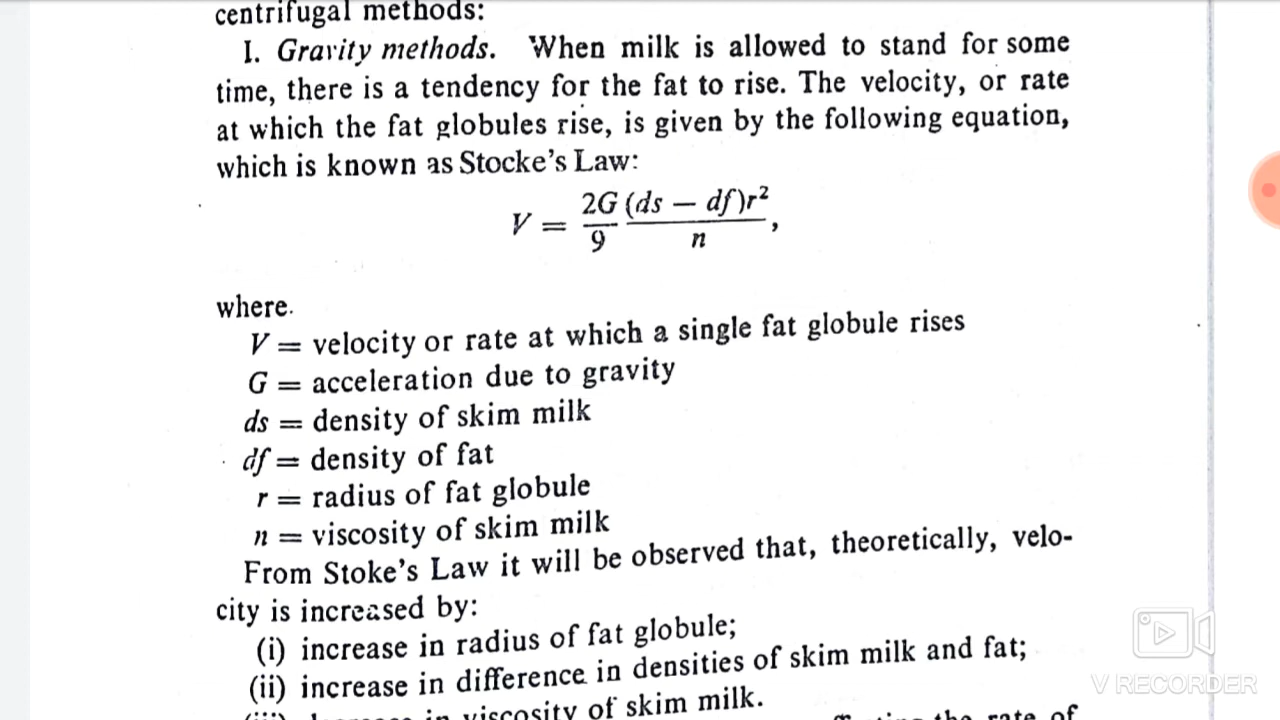 centrifugal methods:
I. Gravity methods. When milk is allowed to stand for some
time, there is a tendency for the fat to rise. The velocity, or rate
at which the fat globules rise, is given by the following equation,
which is known as Stocke's Law:
V = 2G/9 (ds − df)r²/n,
where.
V = velocity or rate at which a single fat globule rises
G = acceleration due to gravity
ds = density of skim milk
df = density of fat
r = radius of fat globule
n = viscosity of skim milk
From Stoke's Law it will be observed that, theoretically, velo-
city is increased by:
(i) increase in radius of fat globule;
(ii) increase in difference in densities of skim milk and fat;
in viscosity of skim milk.
the rate of
V RECORDER